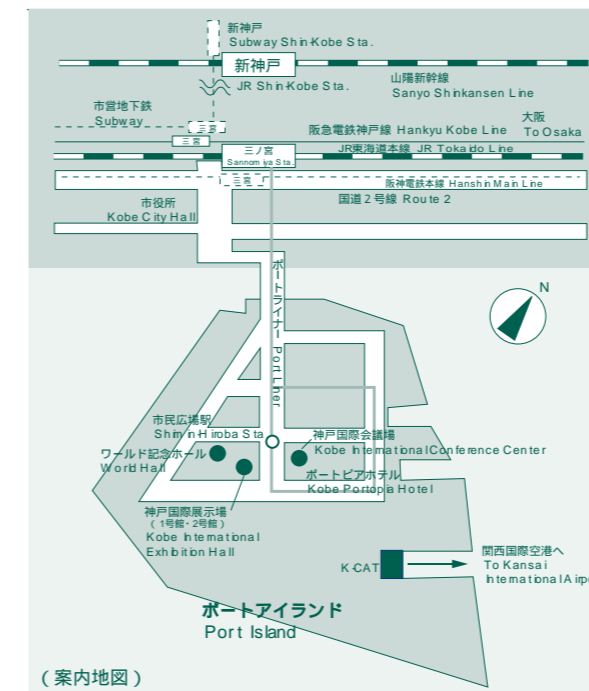 新神戸
Subway Shin-Kobe Sta.
新神戸
JR Shin-Kobe Sta.
山陽新幹線
Sanyo Shinkansen Line
市営地下鉄
Subway
三宮
三宮
阪急電鉄神戸線 Hankyu Kobe Line
大阪
To Osaka
三ノ宮
Sannomiya Sta.
JR東海道本線 JR Tokaido Line
三宮
阪神電鉄本線 Hanshin Main Line
市役所
Kobe City Hall
国道2号線 Route 2
ポートライナー Port Liner
N
市民広場駅
Shimin-Hiroba Sta.
神戸国際会議場
Kobe International Conference Center
ワールド記念ホール
World Hall
ポートピアホテル
Kobe Portopia Hotel
神戸国際展示場
(1号館・2号館)
Kobe International
Exhibition Hall
K-CAT
関西国際空港へ
To Kansai
International Airpo
ポートアイランド
Port Island
(案内地図)